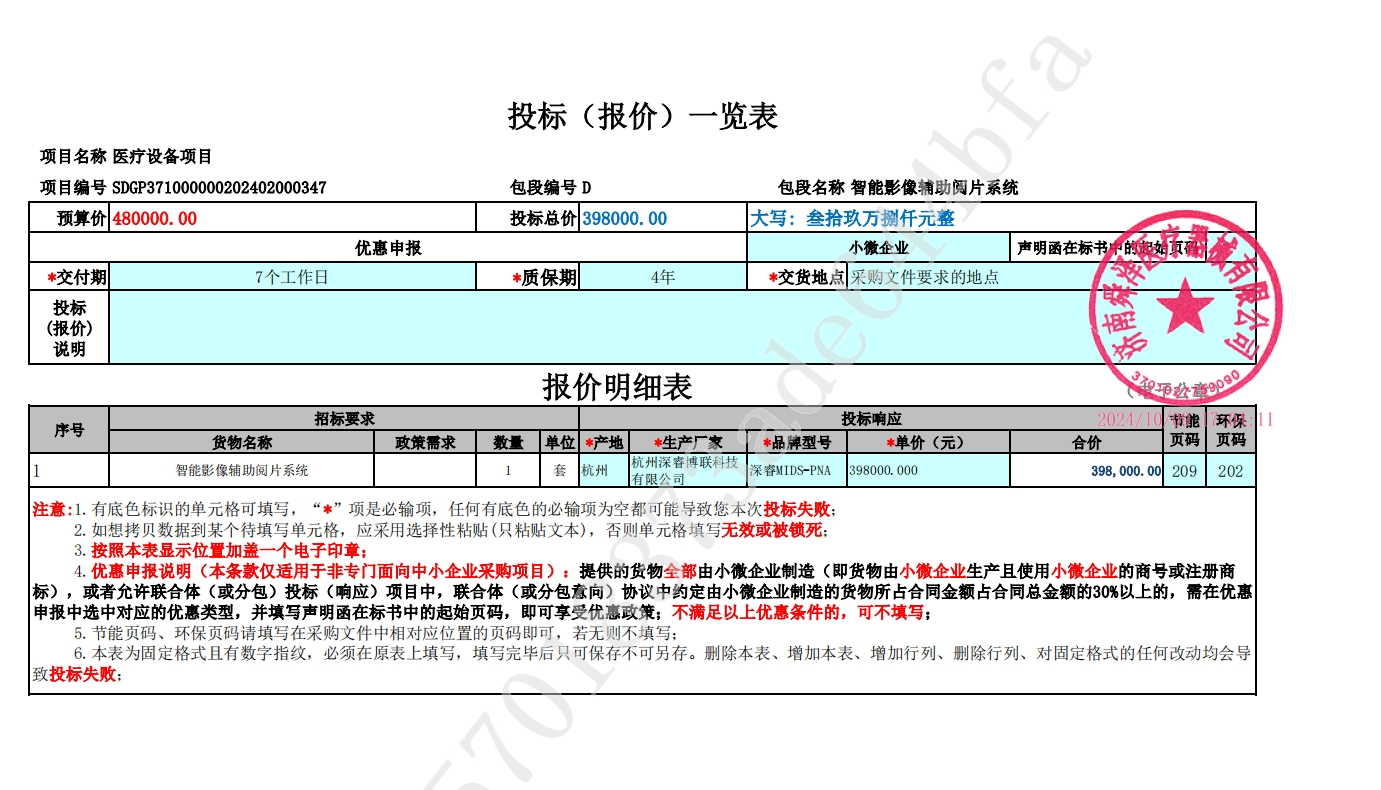 投标（报价）一览表
项目名称 医疗设备项目
项目编号 SDGP371000000202402000347 包段编号 D 包段名称 智能影像辅助阅片系统
预算价 480000.00 投标总价 398000.00 大写: 叁拾玖万捌仟元整
优惠申报 小微企业 声明函在标书中的起始页码
*交付期 7个工作日 *质保期 4年 *交货地点 采购文件要求的地点
投标
(报价)
说明
济南舜泽医疗器械有限公司
（电子公章）
报价明细表
序号 招标要求 投标响应 节能页码 环保页码
货物名称 政策需求 数量 单位 *产地 *生产厂家 *品牌型号 *单价（元） 合价
1 智能影像辅助阅片系统 1 套 杭州 杭州深睿博联科技有限公司 深睿MIDS-PNA 398000.000 398,000.00 209 202
注意:1. 有底色标识的单元格可填写，“*”项是必输项，任何有底色的必输项为空都可能导致您本次投标失败;
2. 如想拷贝数据到某个待填写单元格，应采用选择性粘贴(只粘贴文本)，否则单元格填写无效或被锁死;
3. 按照本表显示位置加盖一个电子印章;
4. 优惠申报说明（本条款仅适用于非专门面向中小企业采购项目）: 提供的货物全部由小微企业制造（即货物由小微企业生产且使用小微企业的商号或注册商
标），或者允许联合体（或分包）投标（响应）项目中，联合体（或分包意向）协议中约定由小微企业制造的货物所占合同金额占合同总金额的30%以上的，需在优惠
申报中选中对应的优惠类型，并填写声明函在标书中的起始页码，即可享受优惠政策; 不满足以上优惠条件的，可不填写;
5. 节能页码、环保页码请填写在采购文件中相对应位置的页码即可，若无则不填写;
6. 本表为固定格式且有数字指纹，必须在原表上填写，填写完毕后只可保存不可另存。删除本表、增加本表、增加行列、删除行列、对固定格式的任何改动均会导
致投标失败;